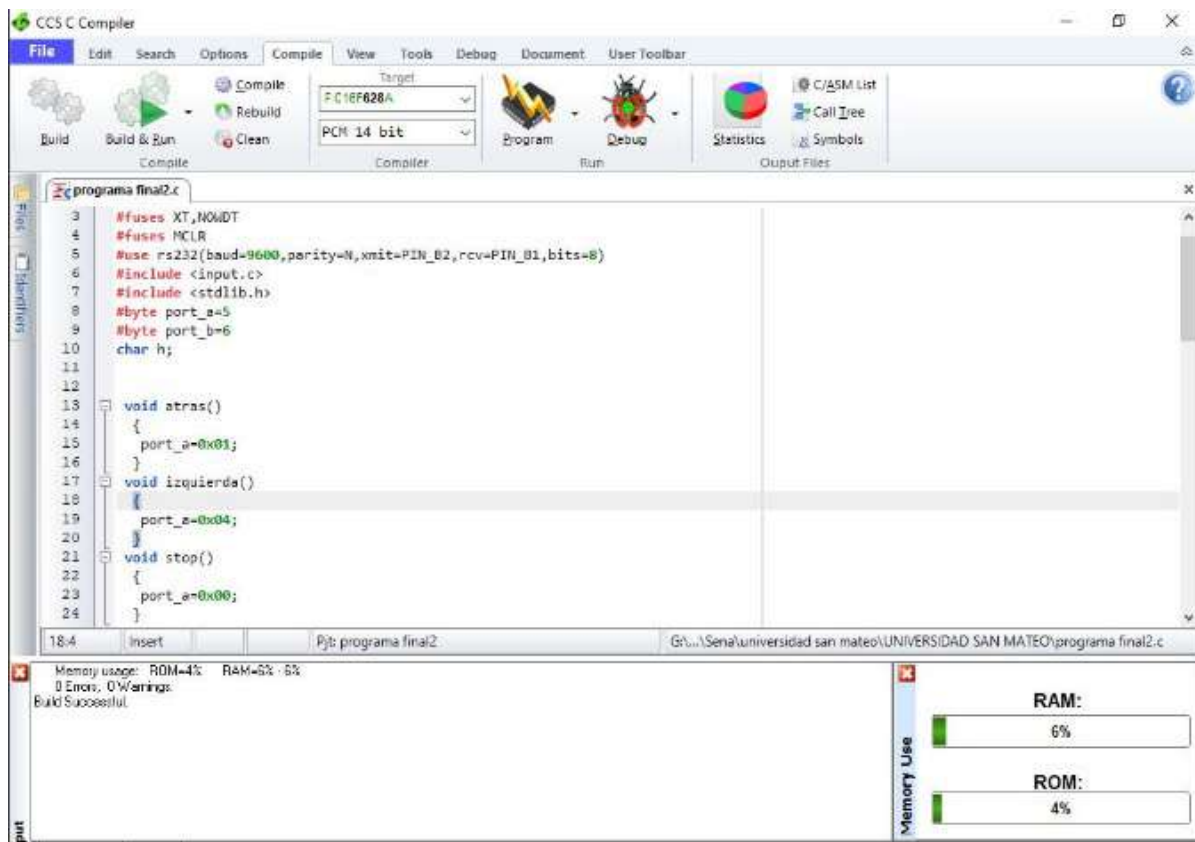 CCS C Compiler
File Edit Search Options Compile View Tools Debug Document User Toolbar
Build
Build & Run
Compile
Rebuild
Clean
Compile
Target
PIC16F628A
PCM 14 bit
Compiler
Program
Debug
Run
Statistics
C/ASM List
Call Tree
Symbols
Ouput Files
Files
Identifiers
programa final2.c
3 #fuses XT,NOWDT
4 #fuses MCLR
5 #use rs232(baud=9600,parity=N,xmit=PIN_B2,rcv=PIN_B1,bits=8)
6 #include <input.c>
7 #include <stdlib.h>
8 #byte port_a=5
9 #byte port_b=6
10 char h;
11
12
13 void atras()
14 {
15 port_a=0x01;
16 }
17 void izquierda()
18 {
19 port_a=0x04;
20 }
21 void stop()
22 {
23 port_a=0x00;
24 }
18:4 Insert Pjt: programa final2 G:\...\Sena\universidad san mateo\UNIVERSIDAD SAN MATEO\programa final2.c
Memory usage: ROM=4% RAM=6% - 6%
0 Errors, 0 Warnings.
Build Successful.
put
Memory Use
RAM:
6%
ROM:
4%